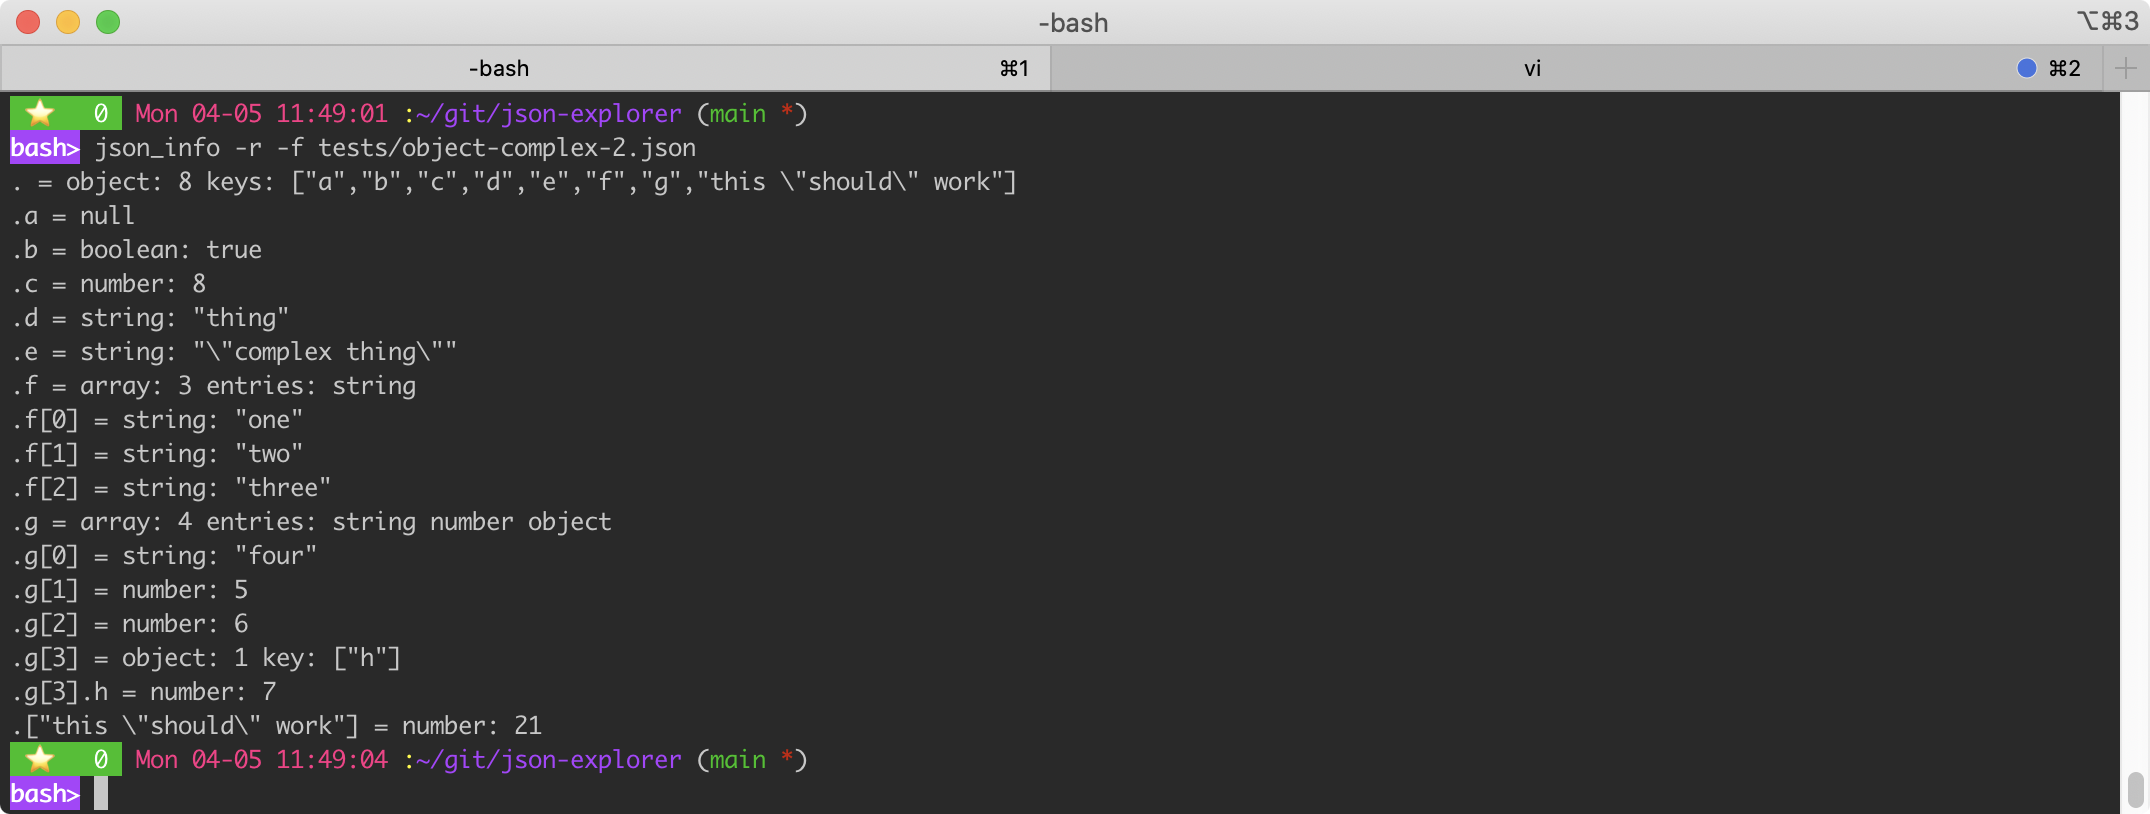 -bash
⌥⌘3
-bash ⌘1 vi ⌘2
0 Mon 04-05 11:49:01 :~/git/json-explorer (main *)
bash> json_info -r -f tests/object-complex-2.json
. = object: 8 keys: ["a","b","c","d","e","f","g","this \"should\" work"]
.a = null
.b = boolean: true
.c = number: 8
.d = string: "thing"
.e = string: "\"complex thing\""
.f = array: 3 entries: string
.f[0] = string: "one"
.f[1] = string: "two"
.f[2] = string: "three"
.g = array: 4 entries: string number object
.g[0] = string: "four"
.g[1] = number: 5
.g[2] = number: 6
.g[3] = object: 1 key: ["h"]
.g[3].h = number: 7
.["this \"should\" work"] = number: 21
0 Mon 04-05 11:49:04 :~/git/json-explorer (main *)
bash>